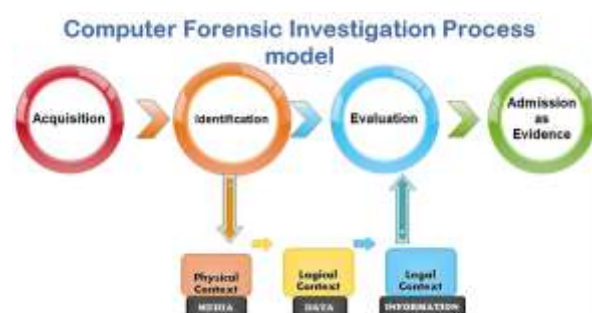 Computer Forensic Investigation Process
model
Acquisition
Identification
Evaluation
Admission
as
Evidence
Physical
Context
MEDIA
Logical
Context
DATA
Legal
Context
INFORMATION